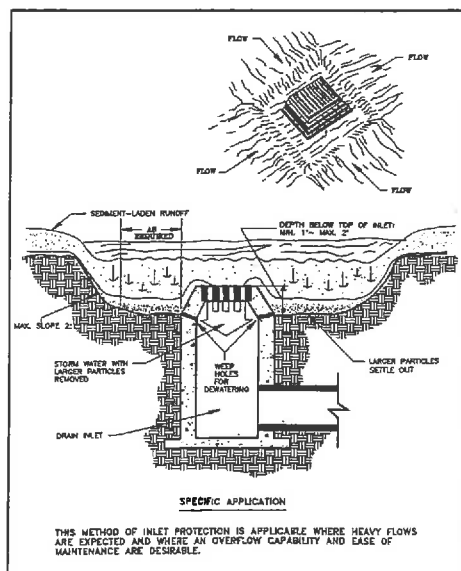 FLOW
FLOW
FLOW
FLOW
SEDIMENT-LADEN RUNOFF
AS
REQUIRED
DEPTH BELOW TOP OF INLET:
MIN. 1'- MAX. 2'
MAX. SLOPE 2:
STORM WATER WITH
LARGER PARTICLES
REMOVED
WEEP
HOLES
FOR
DEWATERING
LARGER PARTICLES
SETTLE OUT
DRAIN INLET
SPECIFIC APPLICATION
THIS METHOD OF INLET PROTECTION IS APPLICABLE WHERE HEAVY FLOWS
ARE EXPECTED AND WHERE AN OVERFLOW CAPABILITY AND EASE OF
MAINTENANCE ARE DESIRABLE.